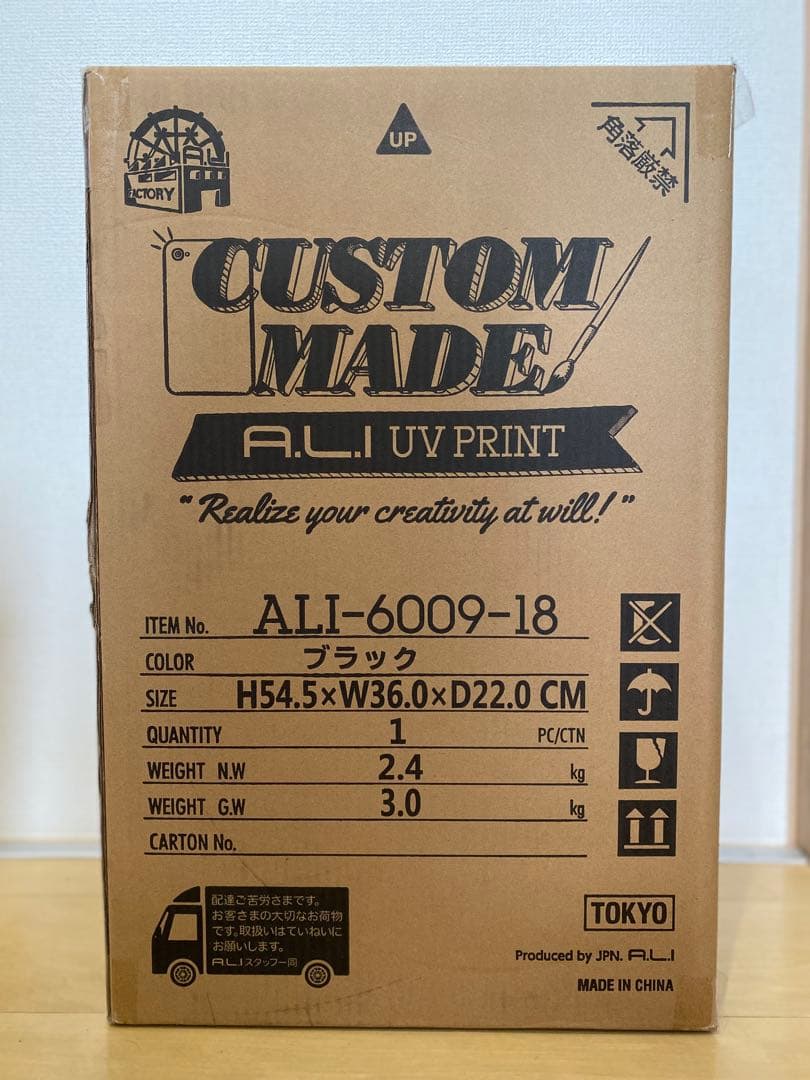 UP
角落厳禁
A.L.I
FACTORY
CUSTOM
MADE
A.L.I UV PRINT
“Realize your creativity at will!”
ITEM No. ALI-6009-18
COLOR ブラック
SIZE H54.5×W36.0×D22.0 CM
QUANTITY 1 PC/CTN
WEIGHT N.W 2.4 kg
WEIGHT G.W 3.0 kg
CARTON No.
配達ご苦労さまです。
お客さまの大切なお荷物
です。取扱いはていねいに
お願いします。
A.L.Iスタッフ一同
TOKYO
Produced by JPN. A.L.I
MADE IN CHINA